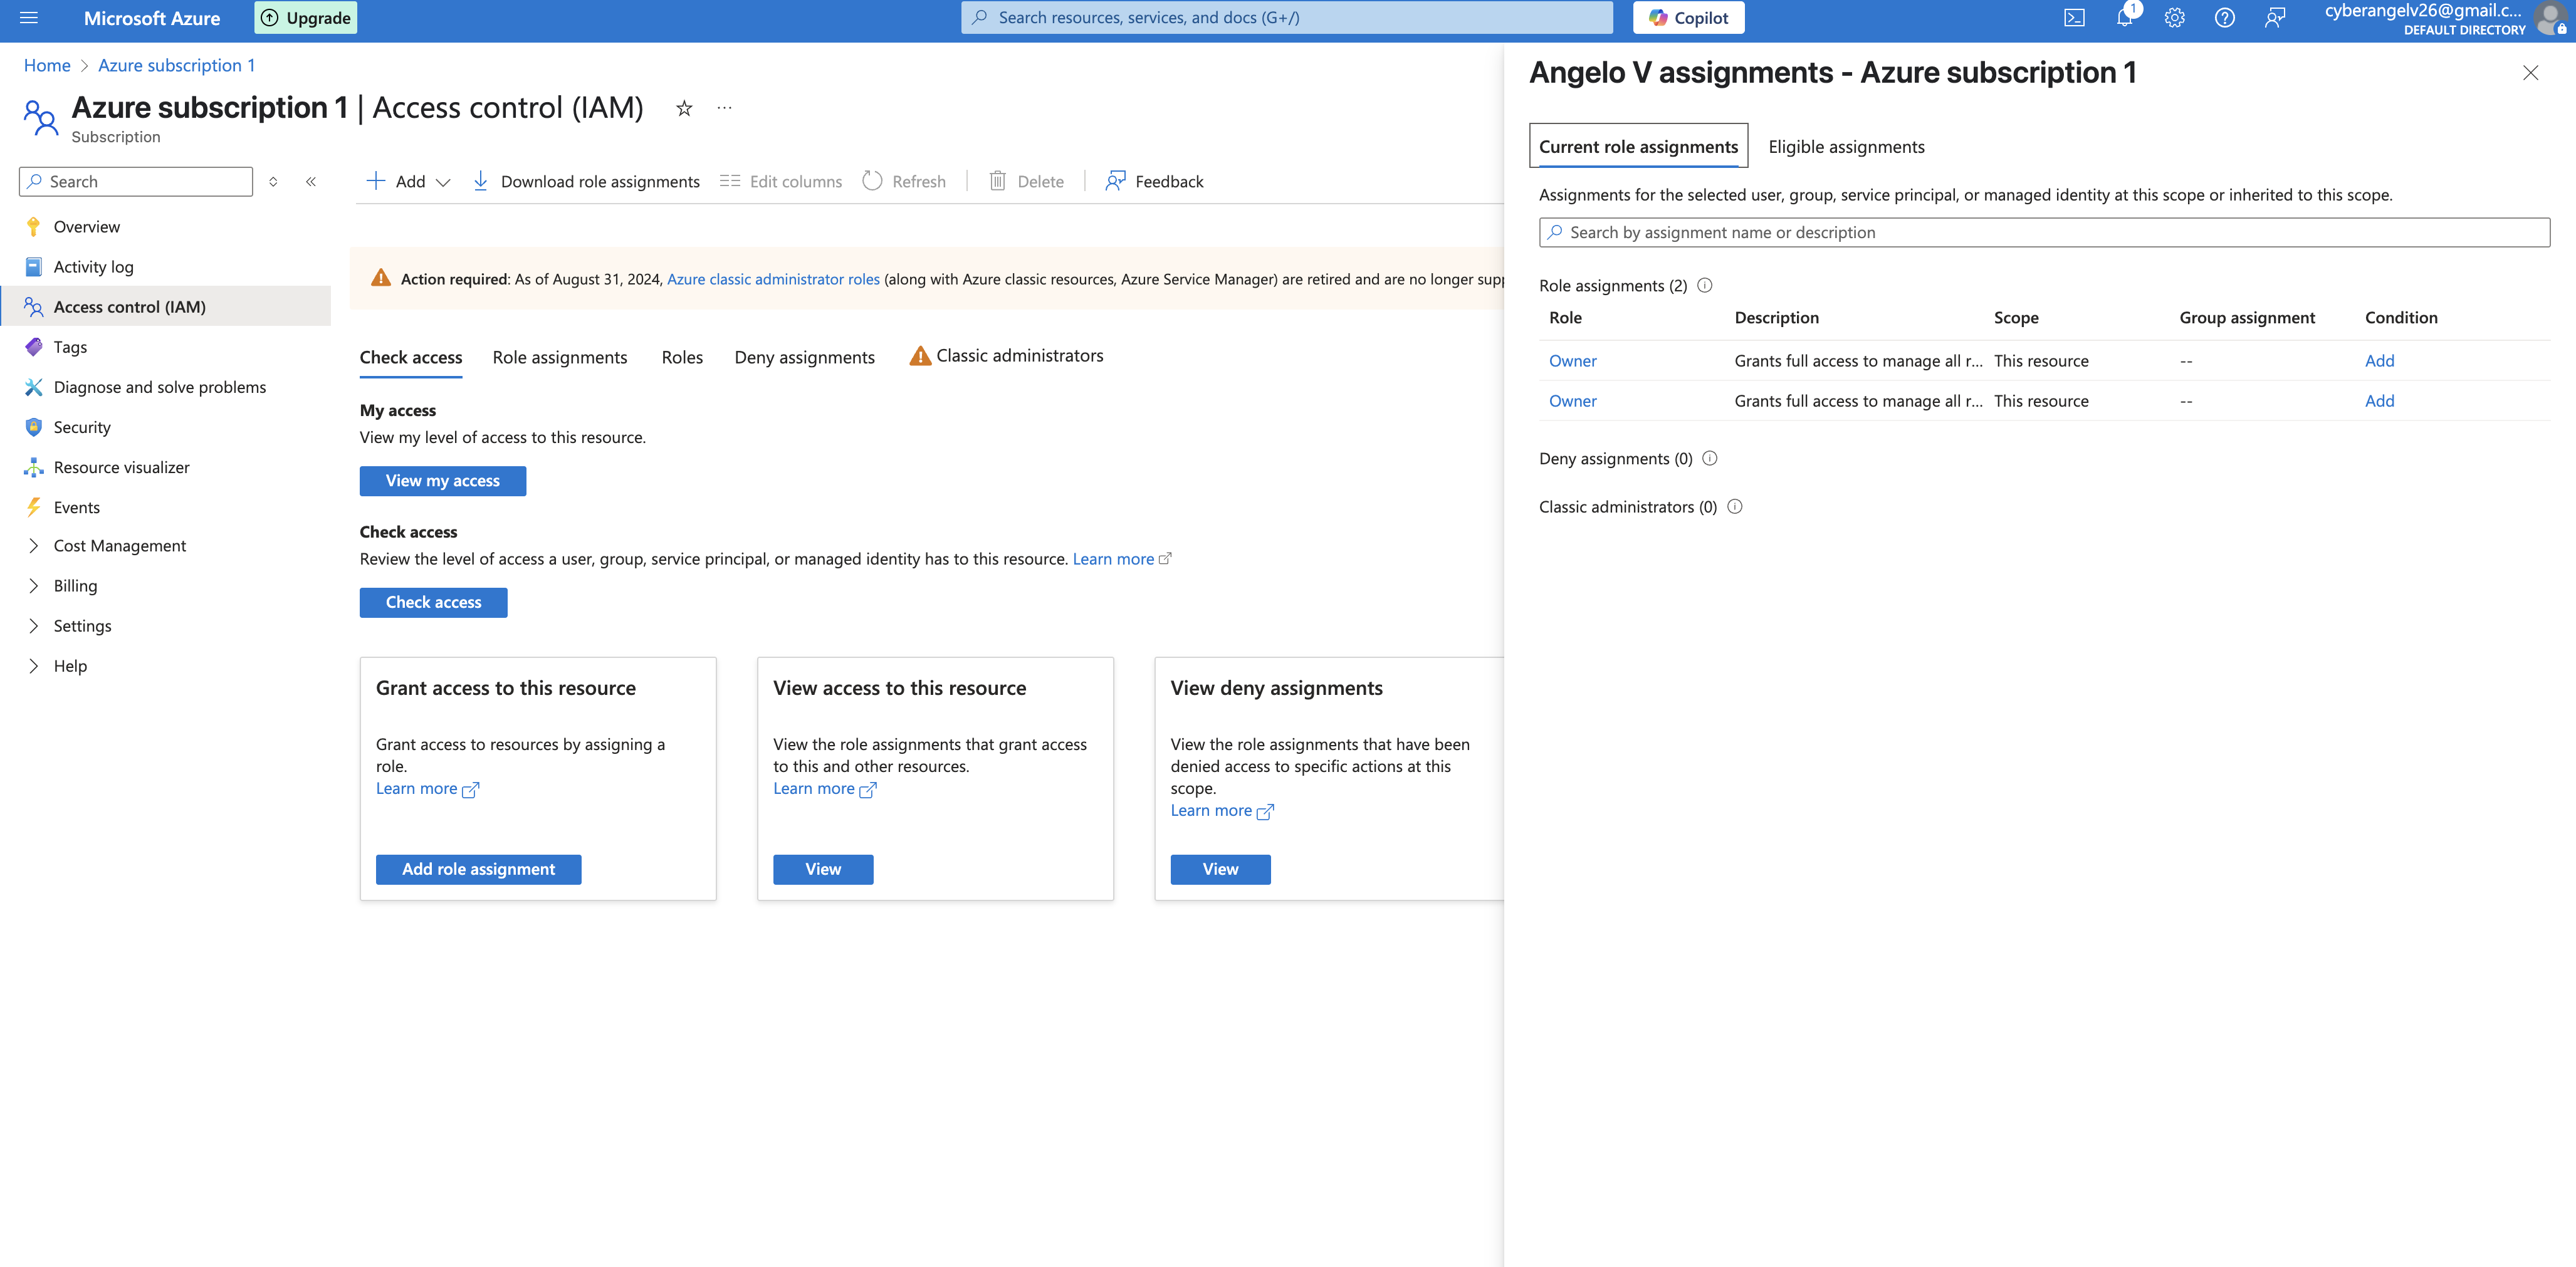 Microsoft Azure
Upgrade
Search resources, services, and docs (G+/)
Copilot
1
cyberangelv26@gmail.c...
DEFAULT DIRECTORY
Home > Azure subscription 1
Azure subscription 1 | Access control (IAM)
...
Subscription
Search
Overview
Activity log
Access control (IAM)
Tags
Diagnose and solve problems
Security
Resource visualizer
Events
Cost Management
Billing
Settings
Help
Add
Download role assignments
Edit columns
Refresh
Delete
Feedback
Action required: As of August 31, 2024, Azure classic administrator roles (along with Azure classic resources, Azure Service Manager) are retired and are no longer supp
Check access
Role assignments
Roles
Deny assignments
Classic administrators
My access
View my level of access to this resource.
View my access
Check access
Review the level of access a user, group, service principal, or managed identity has to this resource. Learn more
Check access
Grant access to this resource
Grant access to resources by assigning a
role.
Learn more
Add role assignment
View access to this resource
View the role assignments that grant access
to this and other resources.
Learn more
View
View deny assignments
View the role assignments that have been
denied access to specific actions at this
scope.
Learn more
View
Angelo V assignments - Azure subscription 1
Current role assignments
Eligible assignments
Assignments for the selected user, group, service principal, or managed identity at this scope or inherited to this scope.
Search by assignment name or description
Role assignments (2)
Role Description Scope Group assignment Condition
Owner Grants full access to manage all r... This resource -- Add
Owner Grants full access to manage all r... This resource -- Add
Deny assignments (0)
Classic administrators (0)